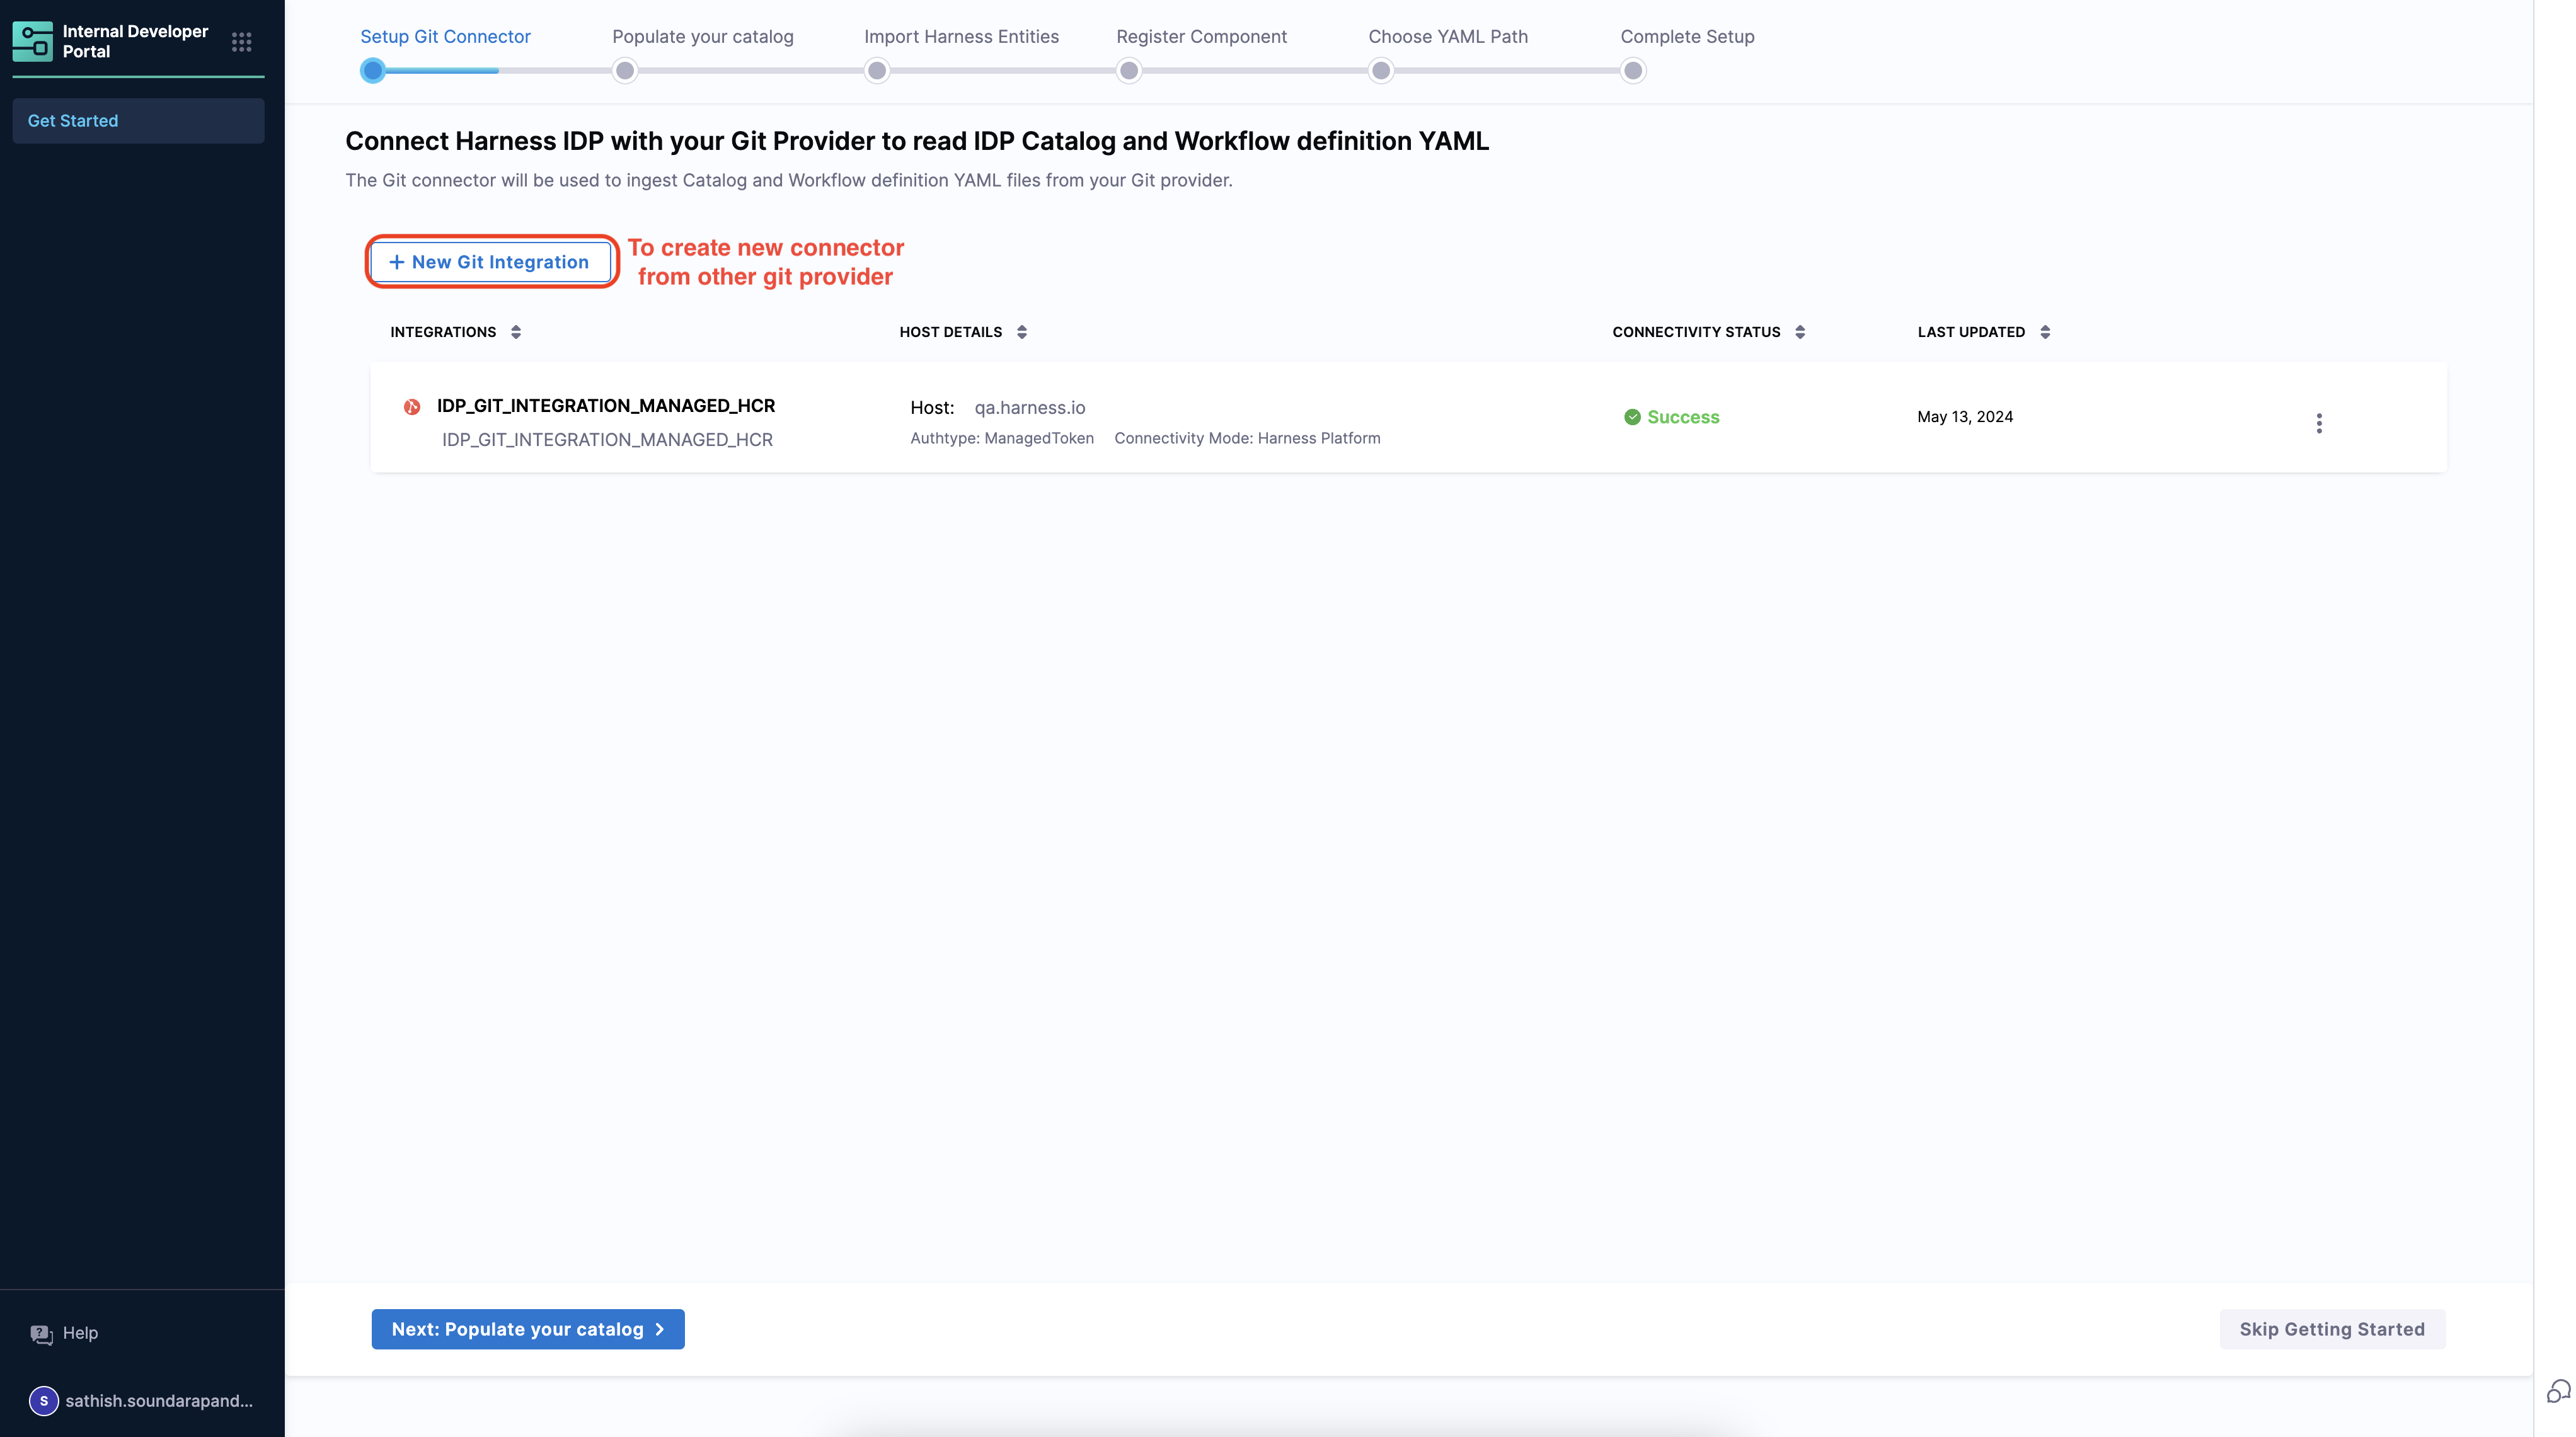 Internal Developer
Portal
Get Started
Setup Git Connector
Populate your catalog
Import Harness Entities
Register Component
Choose YAML Path
Complete Setup
Connect Harness IDP with your Git Provider to read IDP Catalog and Workflow definition YAML
The Git connector will be used to ingest Catalog and Workflow definition YAML files from your Git provider.
+ New Git Integration
To create new connector
from other git provider
INTEGRATIONS
HOST DETAILS
CONNECTIVITY STATUS
LAST UPDATED
IDP_GIT_INTEGRATION_MANAGED_HCR
IDP_GIT_INTEGRATION_MANAGED_HCR
Host: qa.harness.io
Authtype: ManagedToken Connectivity Mode: Harness Platform
Success
May 13, 2024
Next: Populate your catalog
Skip Getting Started
Help
S
sathish.soundarapand...